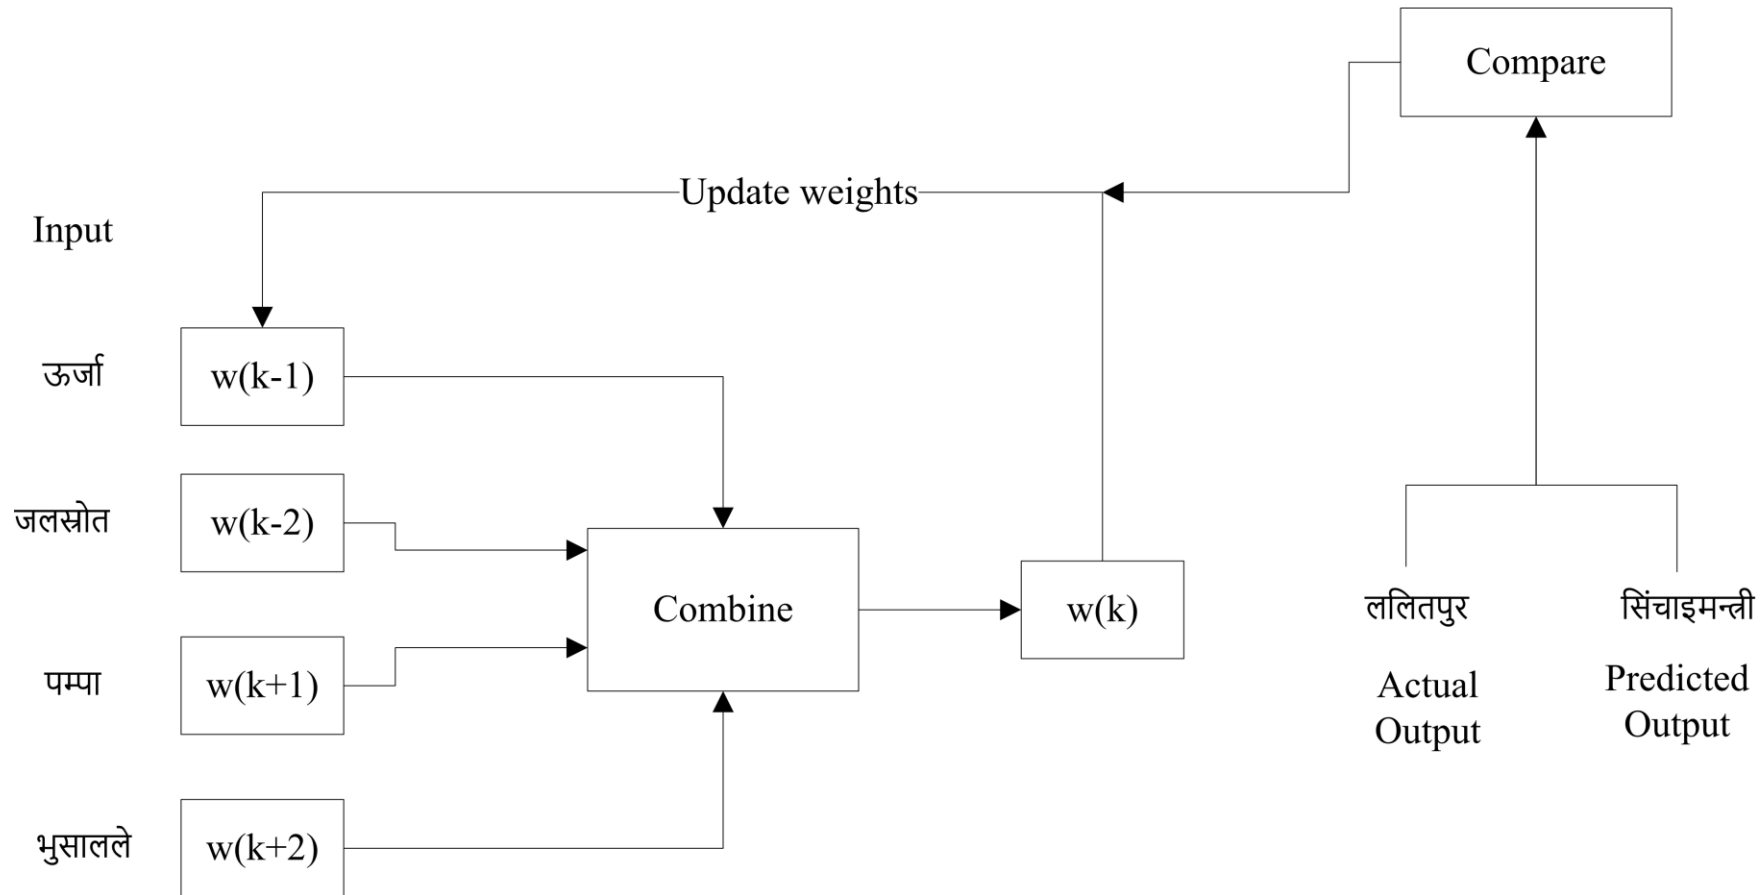 Compare
Update weights
Input
ऊर्जा
w(k-1)
जलस्रोत
w(k-2)
पम्पा
w(k+1)
भुसालले
w(k+2)
Combine
w(k)
ललितपुर
सिंचाइमन्त्री
Actual
Output
Predicted
Output